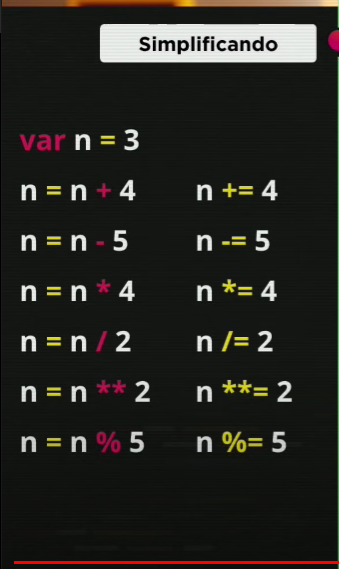 Simplificando
var n = 3
n = n + 4 n += 4
n = n - 5 n -= 5
n = n * 4 n *= 4
n = n / 2 n /= 2
n = n ** 2 n **= 2
n = n % 5 n %= 5